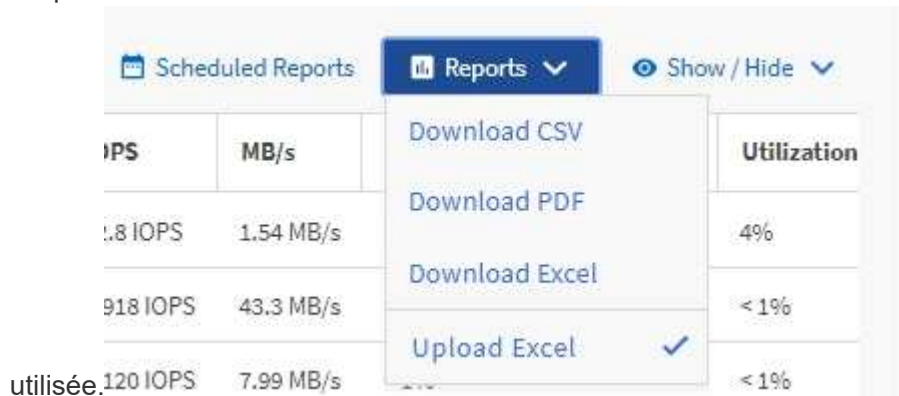 Scheduled Reports Reports Show / Hide
Download CSV
MB/s Utilization
Download PDF
.8 IOPS 1.54 MB/s 4%
Download Excel
918 IOPS 43.3 MB/s <1%
Upload Excel
utilisée. 120 IOPS 7.99 MB/s <1%